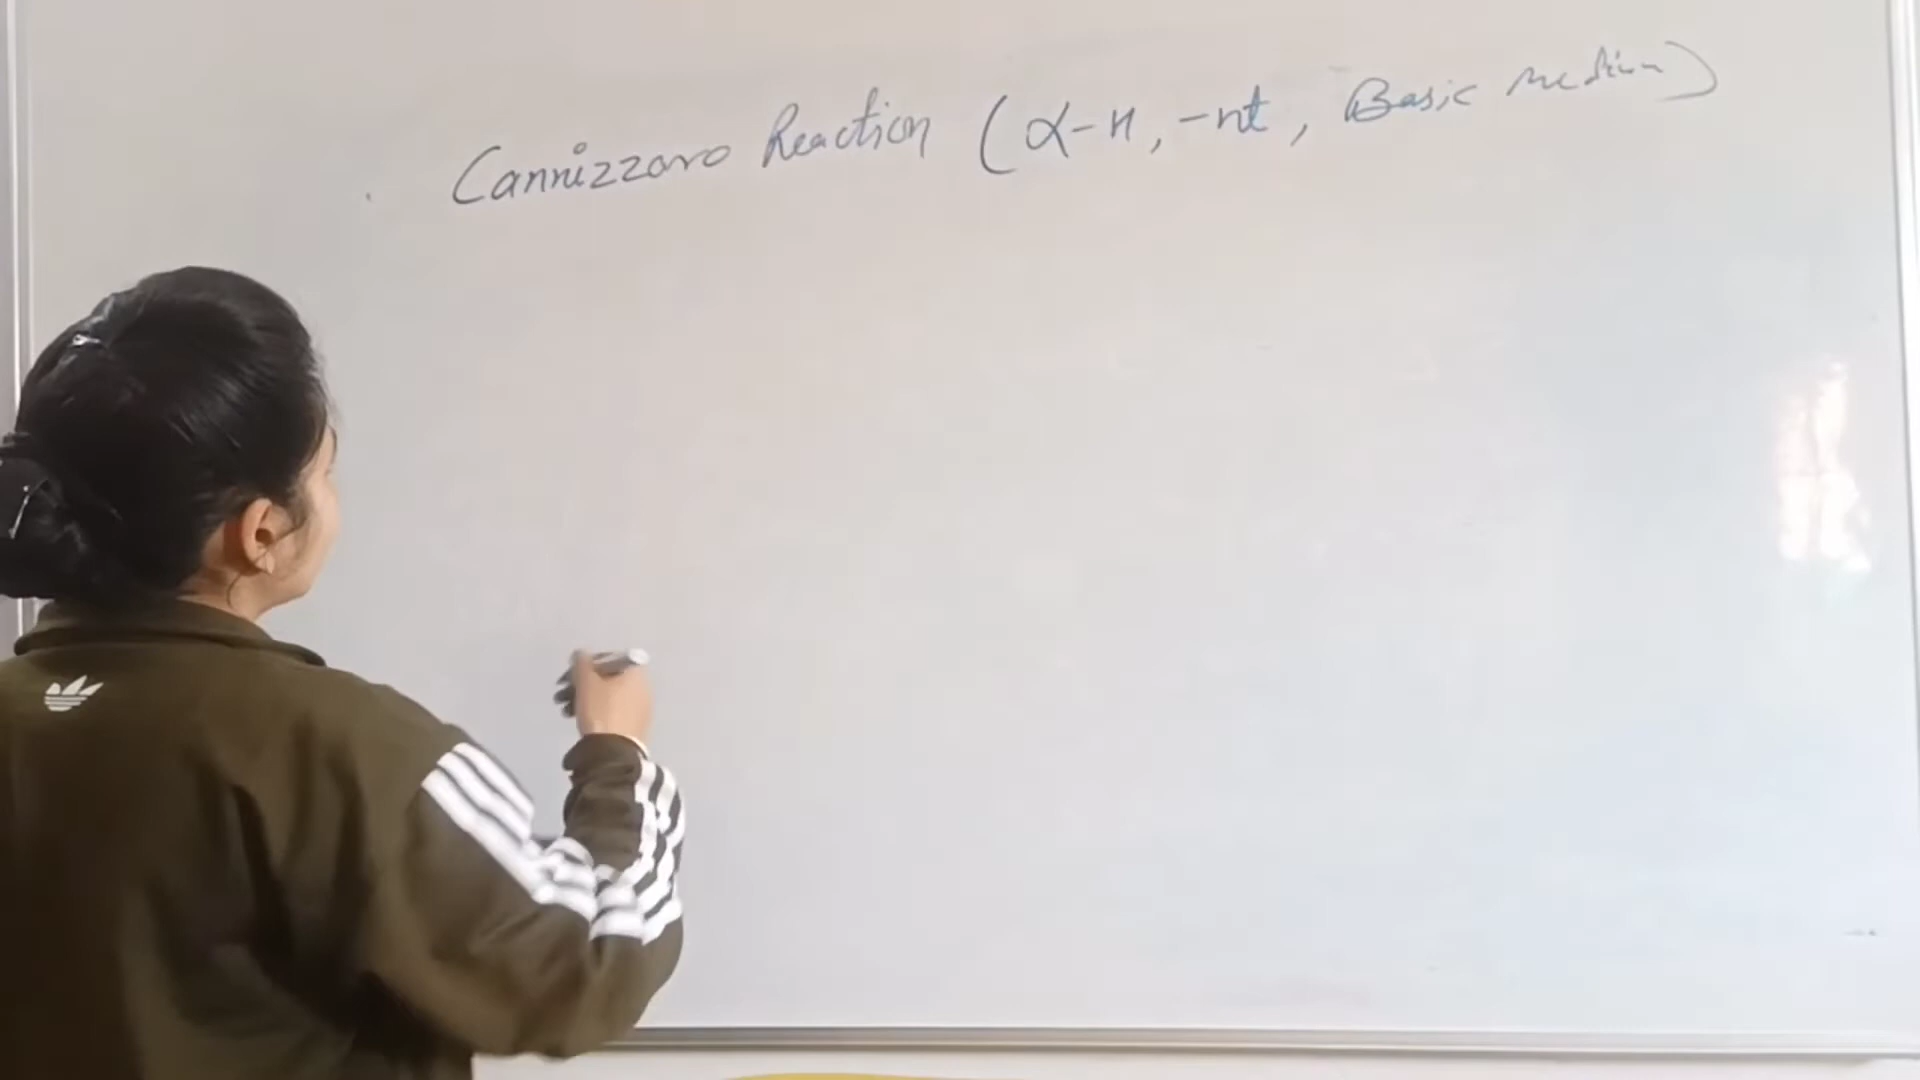 Cannizzaro Reaction (α-H, -nt, Basic medium)